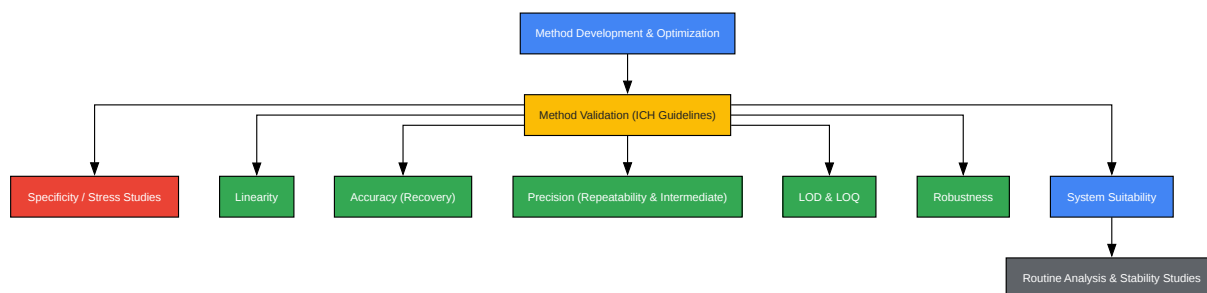 Method Development & Optimization
Method Validation (ICH Guidelines)
Specificity / Stress Studies
Linearity
Accuracy (Recovery)
Precision (Repeatability & Intermediate)
LOD & LOQ
Robustness
System Suitability
Routine Analysis & Stability Studies